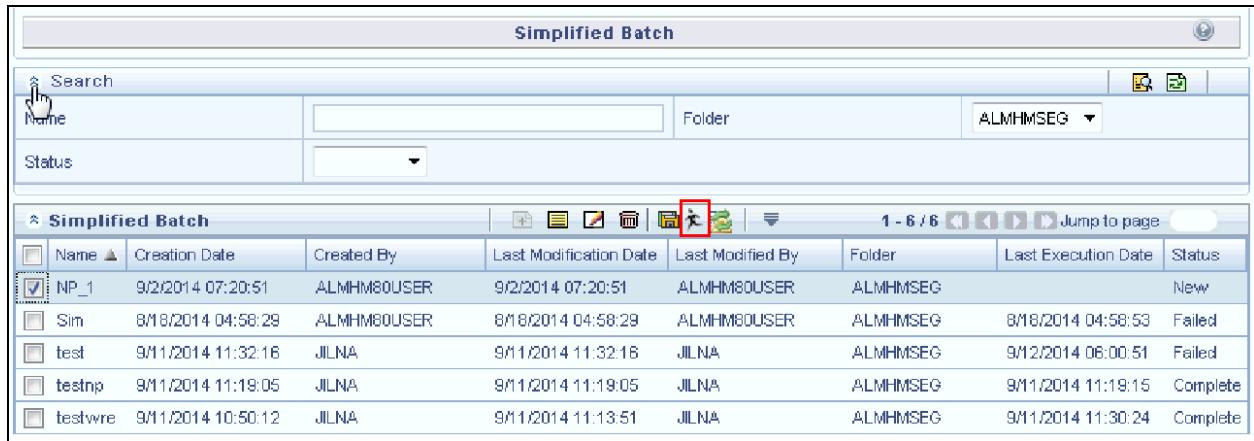 Simplified Batch
Search
Name Folder ALMHMSEG
Status
Simplified Batch 1 - 6 / 6 Jump to page
Name Creation Date Created By Last Modification Date Last Modified By Folder Last Execution Date Status
NP_1 9/2/2014 07:20:51 ALMHM80USER 9/2/2014 07:20:51 ALMHM80USER ALMHMSEG New
Sim 8/18/2014 04:58:29 ALMHM80USER 8/18/2014 04:58:29 ALMHM80USER ALMHMSEG 8/18/2014 04:58:53 Failed
test 9/11/2014 11:32:16 JILNA 9/11/2014 11:32:16 JILNA ALMHMSEG 9/12/2014 06:00:51 Failed
testnp 9/11/2014 11:19:05 JILNA 9/11/2014 11:19:05 JILNA ALMHMSEG 9/11/2014 11:19:15 Complete
testwre 9/11/2014 10:50:12 JILNA 9/11/2014 11:13:51 JILNA ALMHMSEG 9/11/2014 11:30:24 Complete